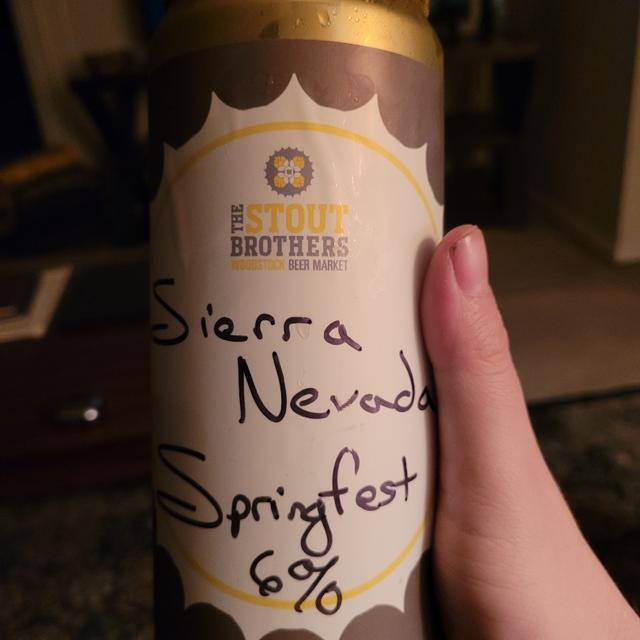 THE STOUT
BROTHERS
WOODSTOCK BEER MARKET
Sierra
Nevada
Springfest
6%